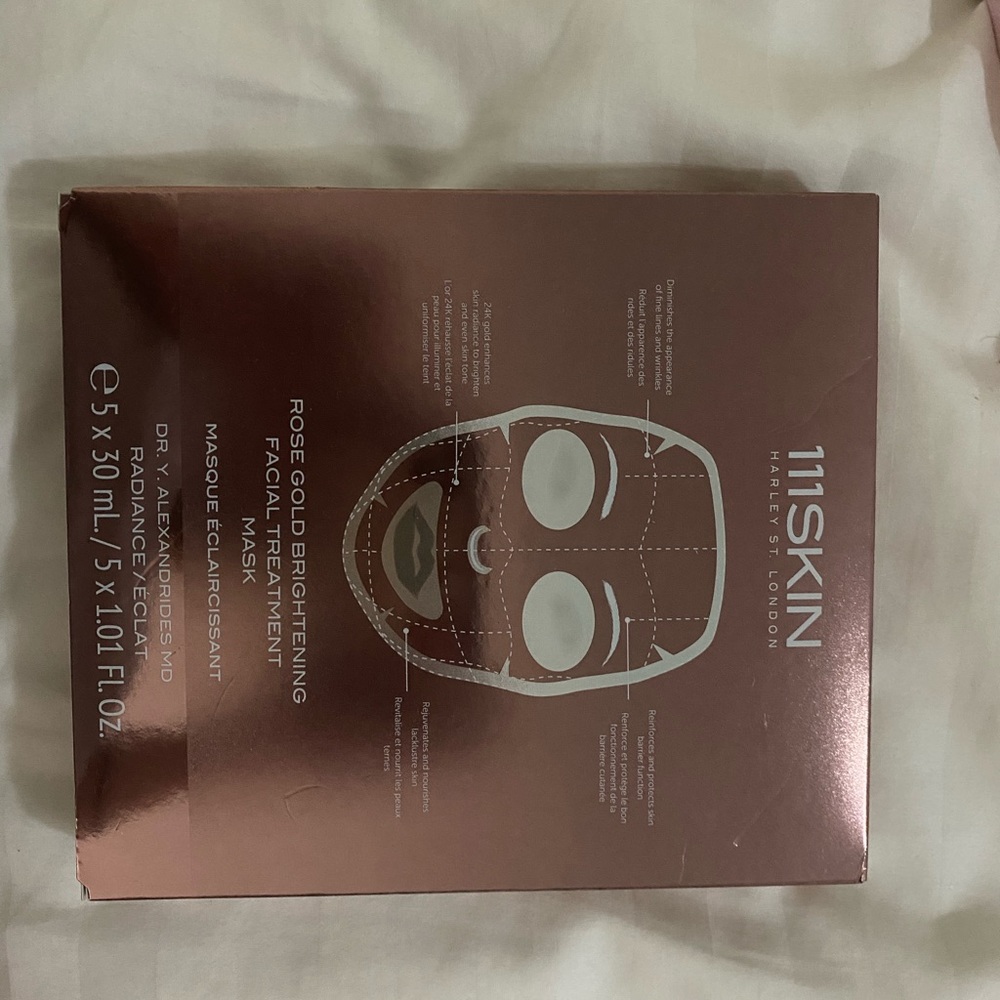 111SKIN
HARLEY ST. LONDON
Diminishes the appearance
of fine lines and wrinkles
Réduit l'apparence des
rides et des ridules
Reinforces and protects skin
barrier function
Renforce et protège le bon
fonctionnement de la
barrière cutanée
24K gold enhances
skin radiance to brighten
and even skin tone
L'or 24K réhausse l'éclat de la
peau pour illuminer et
uniformiser le teint
Rejuvenates and nourishes
lacklustre skin
Revitalise et nourrit les peaux
ternes
ROSE GOLD BRIGHTENING
FACIAL TREATMENT
MASK
MASQUE ÉCLAIRCISSANT
DR. Y. ALEXANDRIDES MD
RADIANCE / ÉCLAT
℮ 5 x 30 mL / 5 x 1.01 Fl. Oz.